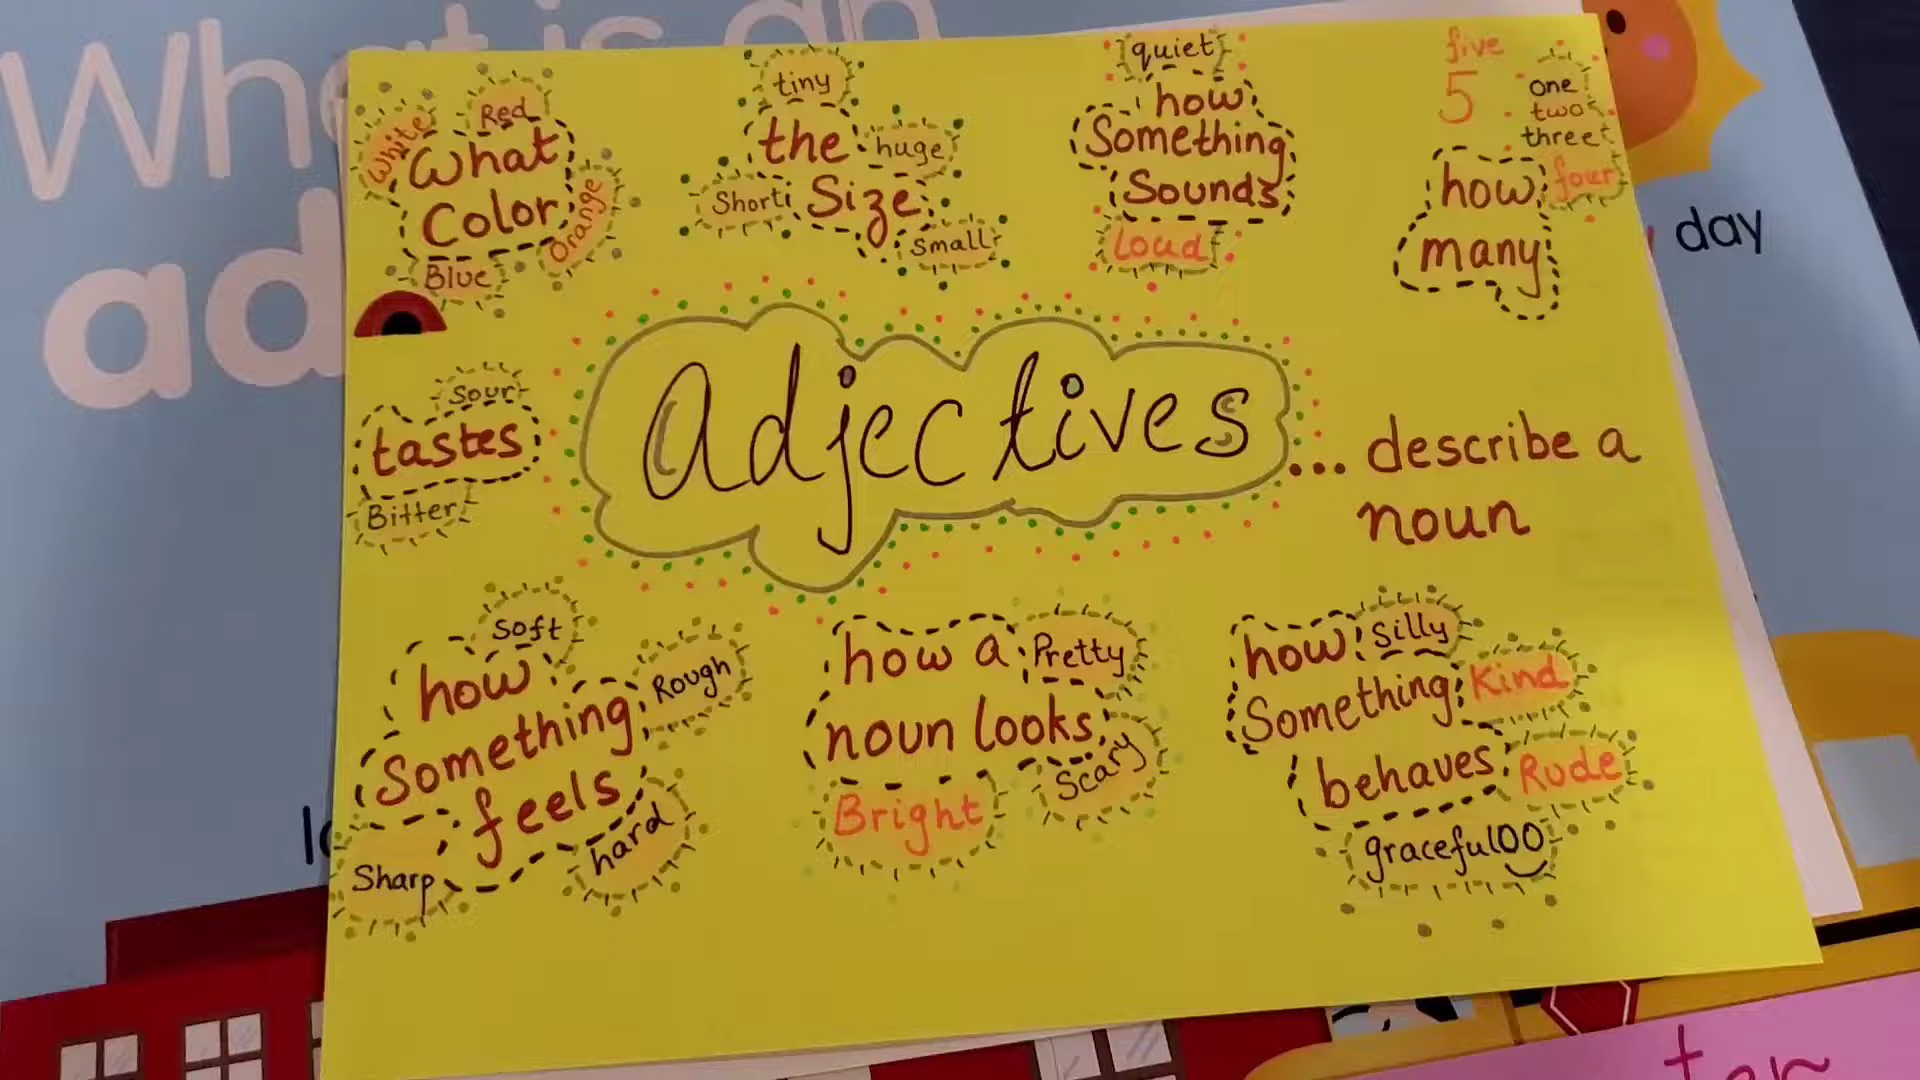 What is an
ad
day
White
Red
What
Color
Orange
Blue
tiny
the
huge
Short
Size
Small
quiet
how
Something
Sounds
Loud
five
5
one
two
three
four
how
many
Sour
tastes
Bitter
Adjectives
... describe a
noun
soft
how
Something
feels
Rough
Sharp
hard
how a
Pretty
noun looks
Bright
Scary
how
Silly
Something
Kind
behaves
Rude
graceful